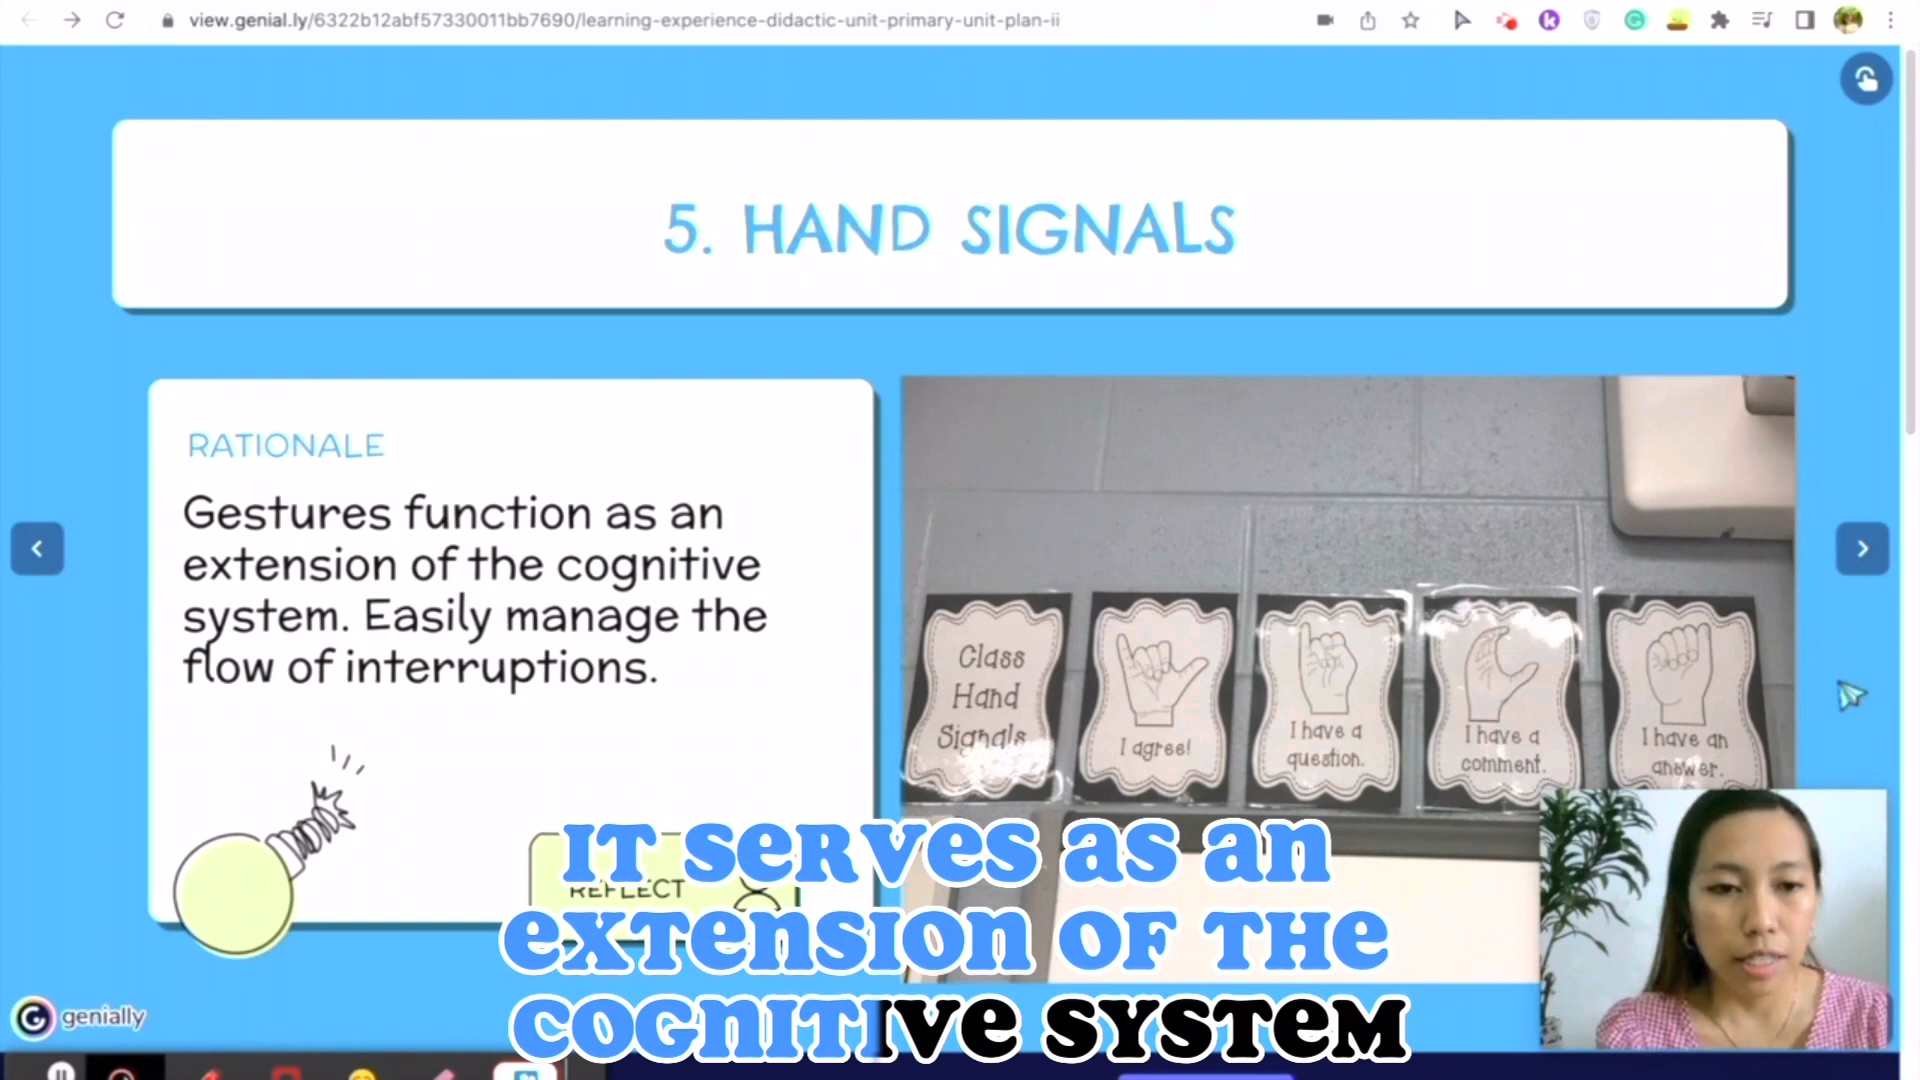 view.genial.ly/6322b12abf57330011bb7690/learning-experience-didactic-unit-primary-unit-plan-ii
5. HAND SIGNALS
RATIONALE
Gestures function as an
extension of the cognitive
system. Easily manage the
flow of interruptions.
Class
Hand
Signals
I agree!
I have a
question.
I have a
comment.
I have an
answer.
REFLECT
IT SERVES AS AN
EXTENSION OF THE
COGNITIVE SYSTEM
genially